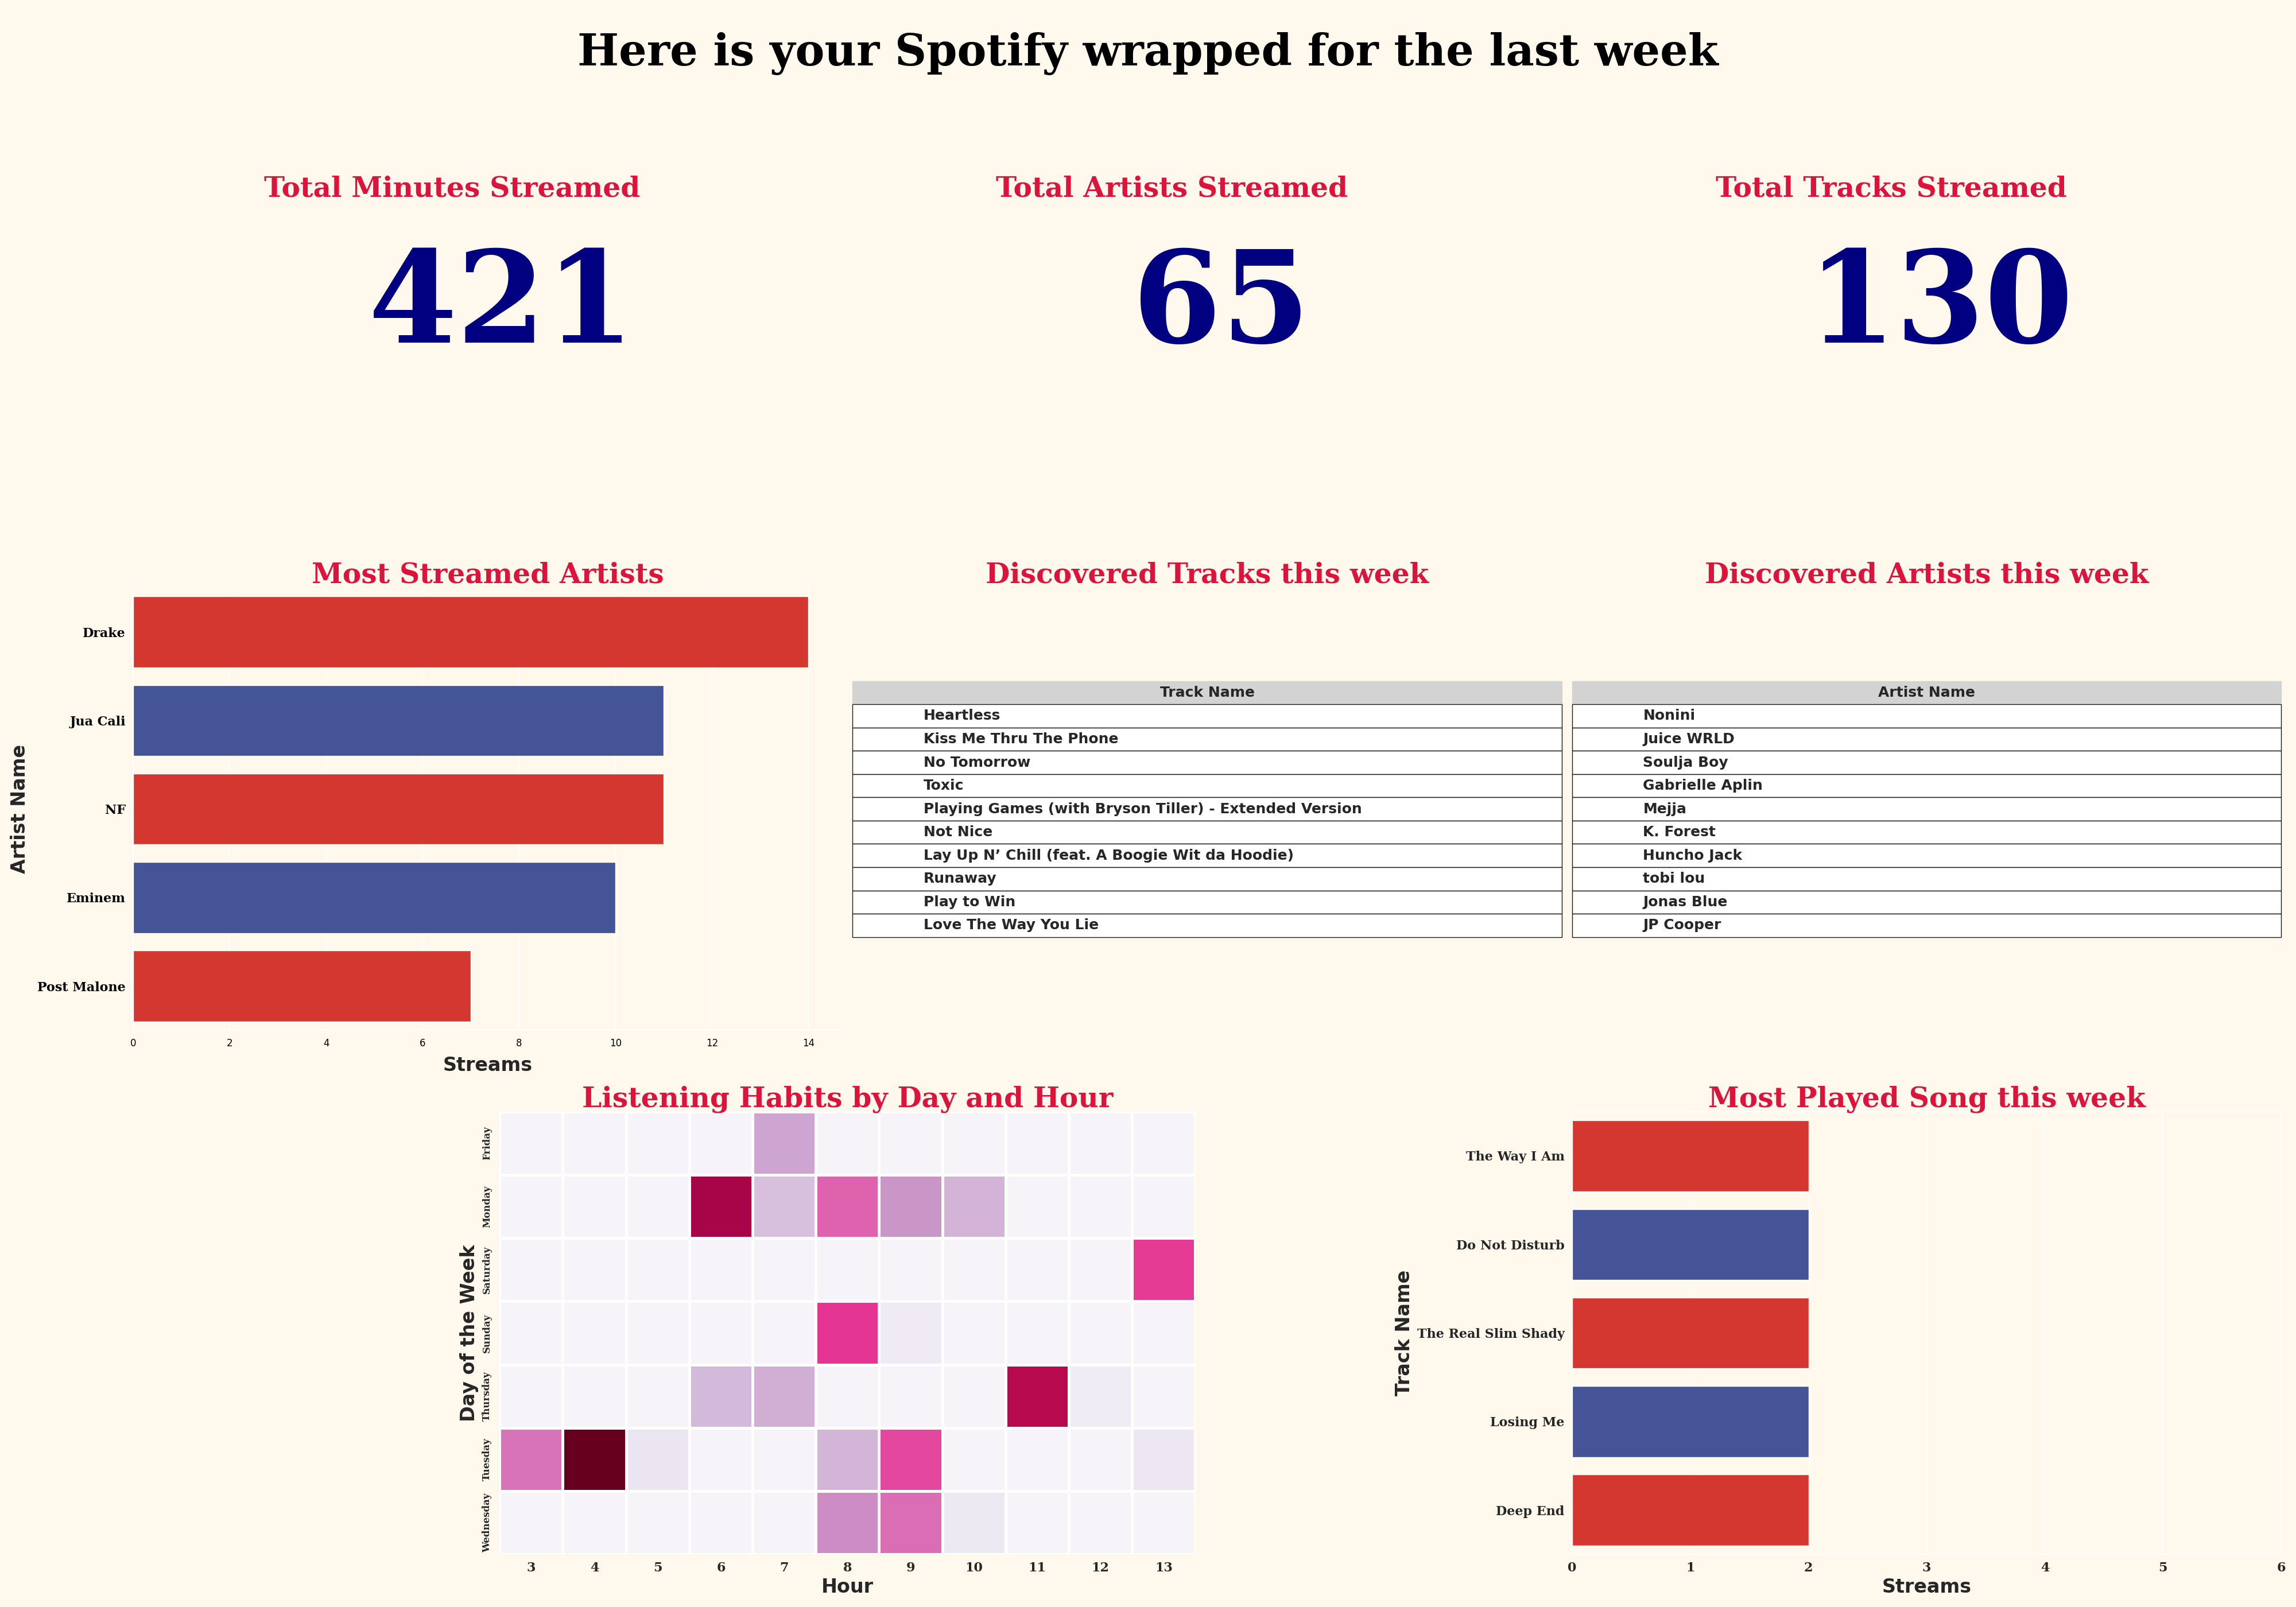 Here is your Spotify wrapped for the last week
Total Minutes Streamed
421
Total Artists Streamed
65
Total Tracks Streamed
130
Most Streamed Artists
Artist Name
Drake
Jua Cali
NF
Eminem
Post Malone
0 2 4 6 8 10 12 14
Streams
Discovered Tracks this week
Track Name
Heartless
Kiss Me Thru The Phone
No Tomorrow
Toxic
Playing Games (with Bryson Tiller) - Extended Version
Not Nice
Lay Up N’ Chill (feat. A Boogie Wit da Hoodie)
Runaway
Play to Win
Love The Way You Lie
Discovered Artists this week
Artist Name
Nonini
Juice WRLD
Soulja Boy
Gabrielle Aplin
Mejja
K. Forest
Huncho Jack
tobi lou
Jonas Blue
JP Cooper
Listening Habits by Day and Hour
Day of the Week
Friday
Monday
Saturday
Sunday
Thursday
Tuesday
Wednesday
3 4 5 6 7 8 9 10 11 12 13
Hour
Most Played Song this week
Track Name
The Way I Am
Do Not Disturb
The Real Slim Shady
Losing Me
Deep End
0 1 2 3 4 5 6
Streams